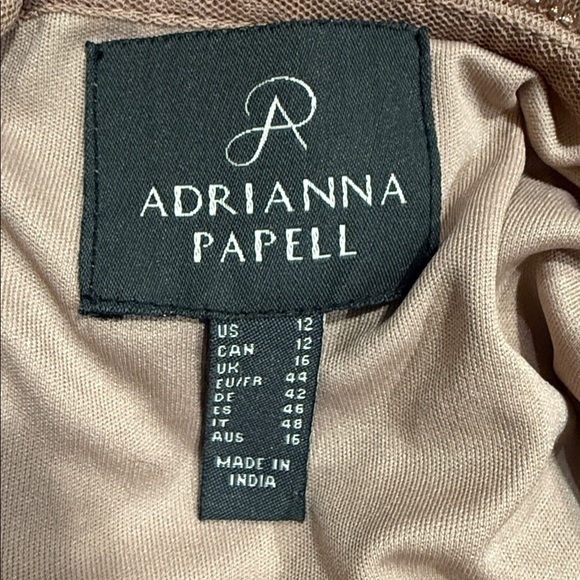 ADRIANNA
PAPELL
US 12
CAN 12
UK 16
EU/FR 44
DE 42
ES 46
IT 48
AUS 16
MADE IN
INDIA